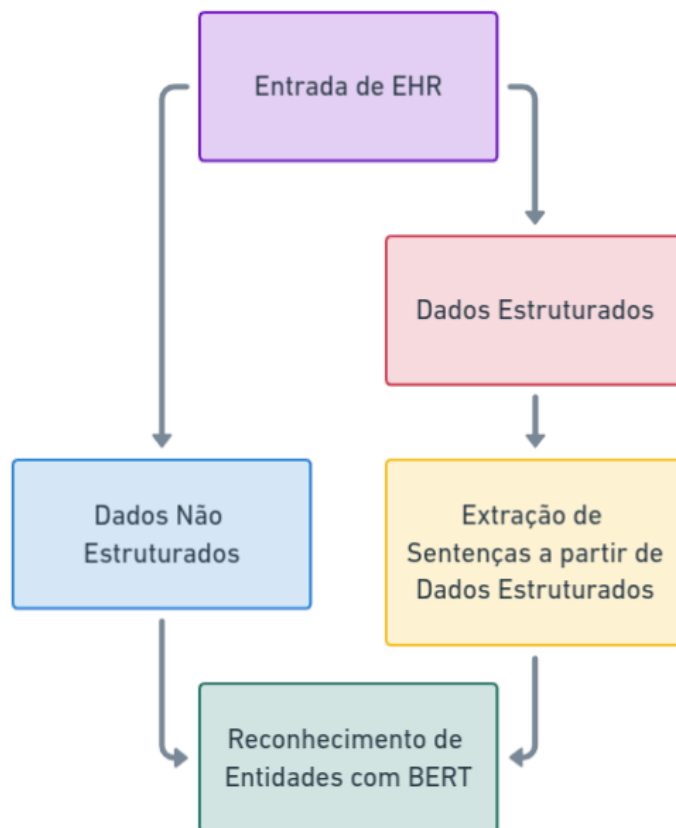 Entrada de EHR
Dados Estruturados
Dados Não
Estruturados
Extração de
Sentenças a partir de
Dados Estruturados
Reconhecimento de
Entidades com BERT